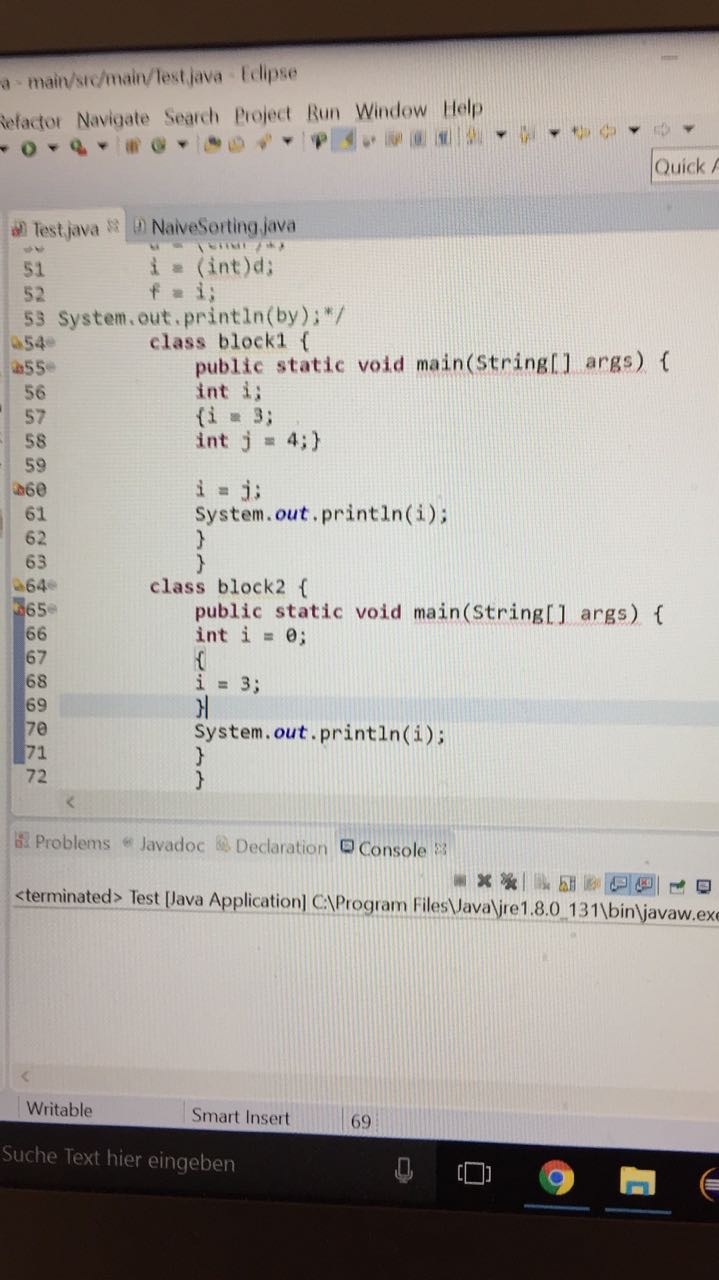 a - main/src/main/Test.java - Eclipse
Refactor Navigate Search Project Run Window Help
Quick A
Test.java NaiveSorting.java
51 i = (int)d;
52 f = i;
53 System.out.println(by);*/
54 class block1 {
55 public static void main(String[] args) {
56 int i;
57 {i = 3;
58 int j = 4;}
59
60 i = j;
61 System.out.println(i);
62 }
63 }
64 class block2 {
65 public static void main(String[] args) {
66 int i = 0;
67 {
68 i = 3;
69 }
70 System.out.println(i);
71 }
72 }
Problems Javadoc Declaration Console
<terminated> Test [Java Application] C:\Program Files\Java\jre1.8.0_131\bin\javaw.exe
Writable Smart Insert 69
Suche Text hier eingeben